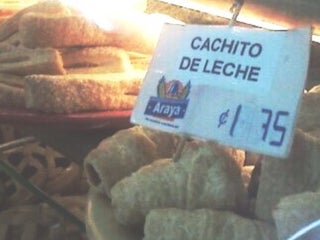 CACHITO
DE LECHE
Araya
¢175